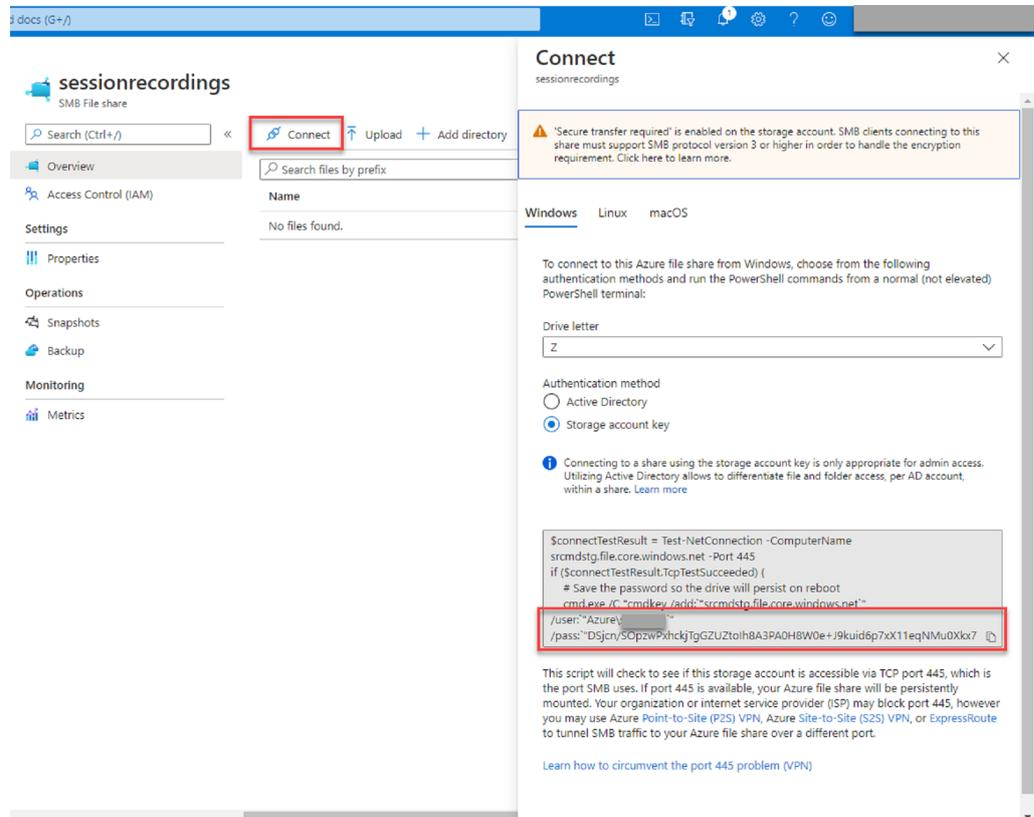 d docs (G+/)
1
sessionrecordings
SMB File share
Search (Ctrl+/)
«
Overview
Access Control (IAM)
Settings
Properties
Operations
Snapshots
Backup
Monitoring
Metrics
Connect
Upload
Add directory
Search files by prefix
Name
No files found.
Connect
sessionrecordings
'Secure transfer required' is enabled on the storage account. SMB clients connecting to this
share must support SMB protocol version 3 or higher in order to handle the encryption
requirement. Click here to learn more.
Windows Linux macOS
To connect to this Azure file share from Windows, choose from the following
authentication methods and run the PowerShell commands from a normal (not elevated)
PowerShell terminal:
Drive letter
Z
Authentication method
Active Directory
Storage account key
Connecting to a share using the storage account key is only appropriate for admin access.
Utilizing Active Directory allows to differentiate file and folder access, per AD account,
within a share. Learn more
$connectTestResult = Test-NetConnection -ComputerName
srcmdstg.file.core.windows.net -Port 445
if ($connectTestResult.TcpTestSucceeded) {
# Save the password so the drive will persist on reboot
cmd.exe /C "cmdkey /add:`"srcmdstg.file.core.windows.net`"
/user:`"Azure\
/pass:`"DSjcn/SOpzwPxhckjTgGZUZtoIh8A3PA0H8W0e+J9kuid6p7xX11eqNMu0Xkx7
This script will check to see if this storage account is accessible via TCP port 445, which is
the port SMB uses. If port 445 is available, your Azure file share will be persistently
mounted. Your organization or internet service provider (ISP) may block port 445, however
you may use Azure Point-to-Site (P2S) VPN, Azure Site-to-Site (S2S) VPN, or ExpressRoute
to tunnel SMB traffic to your Azure file share over a different port.
Learn how to circumvent the port 445 problem (VPN)